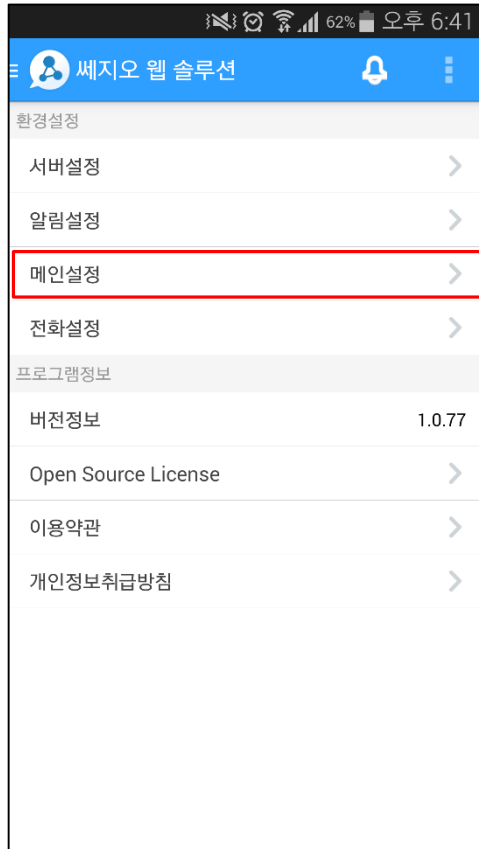 62% 오후 6:41
쎄지오 웹 솔루션
환경설정
서버설정
알림설정
메인설정
전화설정
프로그램정보
버전정보 1.0.77
Open Source License
이용약관
개인정보취급방침